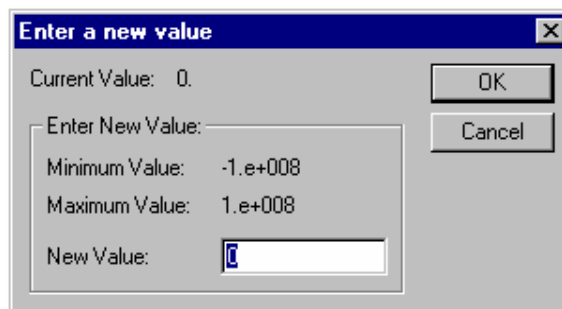 Enter a new value
Current Value: 0.
OK
Enter New Value:
Cancel
Minimum Value: -1.e+008
Maximum Value: 1.e+008
New Value: 0